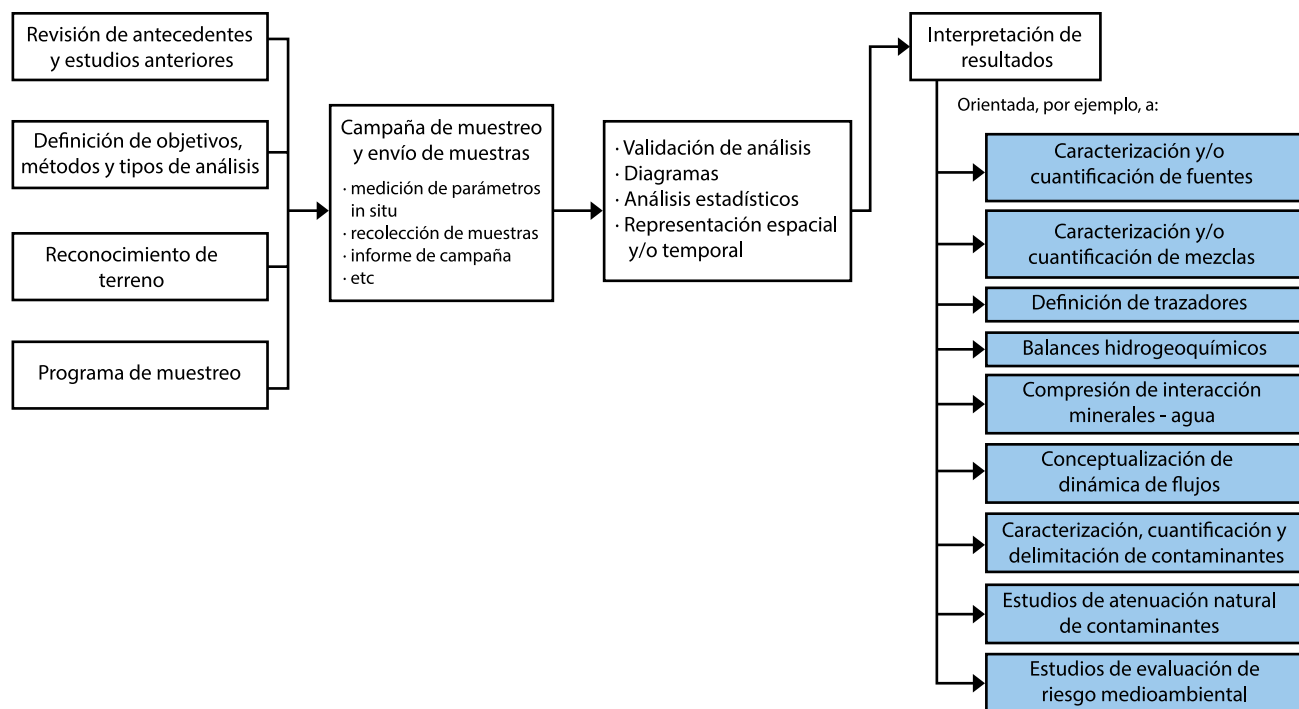 Revisión de antecedentes
y estudios anteriores
Definición de objetivos,
métodos y tipos de análisis
Reconocimiento de
terreno
Programa de muestreo
Campaña de muestreo
y envío de muestras
· medición de parámetros
in situ
· recolección de muestras
· informe de campaña
· etc
· Validación de análisis
· Diagramas
· Análisis estadísticos
· Representación espacial
y/o temporal
Interpretación de
resultados
Orientada, por ejemplo, a:
Caracterización y/o
cuantificación de fuentes
Caracterización y/o
cuantificación de mezclas
Definición de trazadores
Balances hidrogeoquímicos
Compresión de interacción
minerales - agua
Conceptualización de
dinámica de flujos
Caracterización, cuantificación y
delimitación de contaminantes
Estudios de atenuación natural
de contaminantes
Estudios de evaluación de
riesgo medioambiental